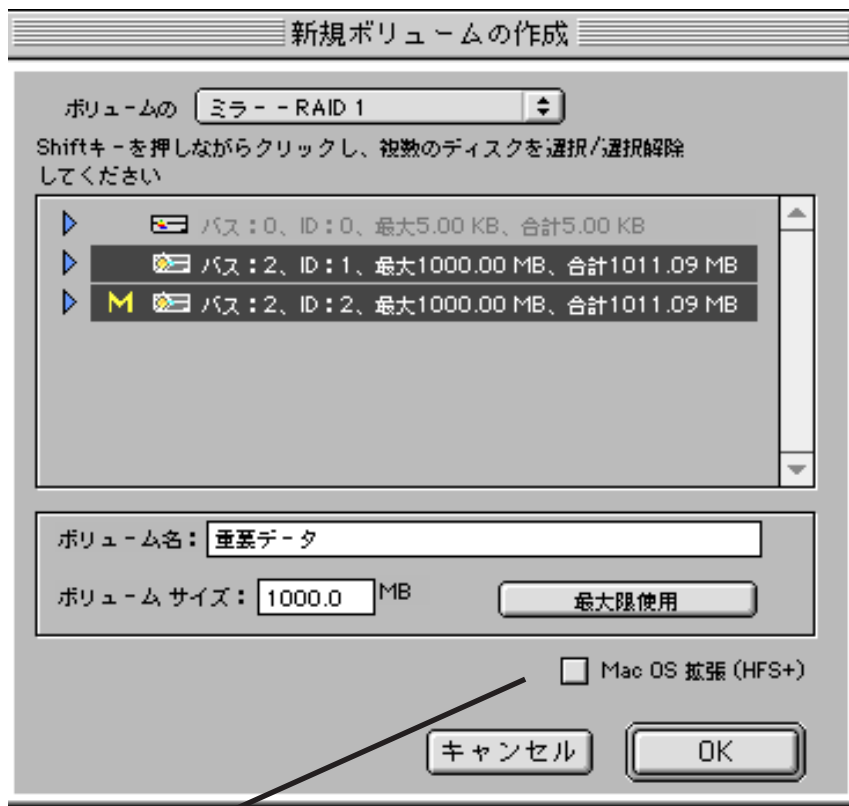 新規ボリュームの作成
ボリュームの ミラー - RAID 1
Shiftキーを押しながらクリックし、複数のディスクを選択/選択解除
してください
バス：0、ID：0、最大5.00 KB、合計5.00 KB
バス：2、ID：1、最大1000.00 MB、合計1011.09 MB
M バス：2、ID：2、最大1000.00 MB、合計1011.09 MB
ボリューム名： 重要データ
ボリューム サイズ： 1000.0 MB 最大限使用
Mac OS 拡張 (HFS+)
キャンセル OK